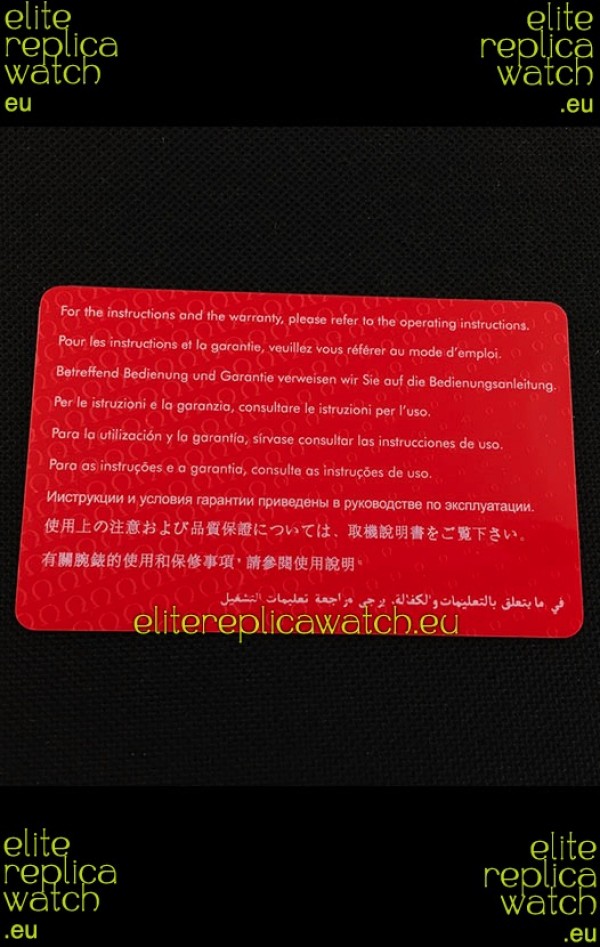 elite
replica
watch
.eu
elite
replica
watch
.eu
For the instructions and the warranty, please refer to the operating instructions.
Pour les instructions et la garantie, veuillez vous référer au mode d'emploi.
Betreffend Bedienung und Garantie verweisen wir Sie auf die Bedienungsanleitung.
Per le istruzioni e la garanzia, consultare le istruzioni per l'uso.
Para la utilización y la garantía, sírvase consultar las instrucciones de uso.
Para as instruções e a garantia, consulte as instruções de uso.
Инструкции и условия гарантии приведены в руководстве по эксплуатации.
使用上の注意および品質保證については、取機說明書をご覧下さい。
有關腕錶的使用和保修事項，請參閱使用說明。
في ما يتعلق بالتعليمات والكفالة، يرجى مراجعة تعليمات التشغيل
elitereplicawatch.eu
elite
replica
watch
.eu
elite
replica
watch
.eu